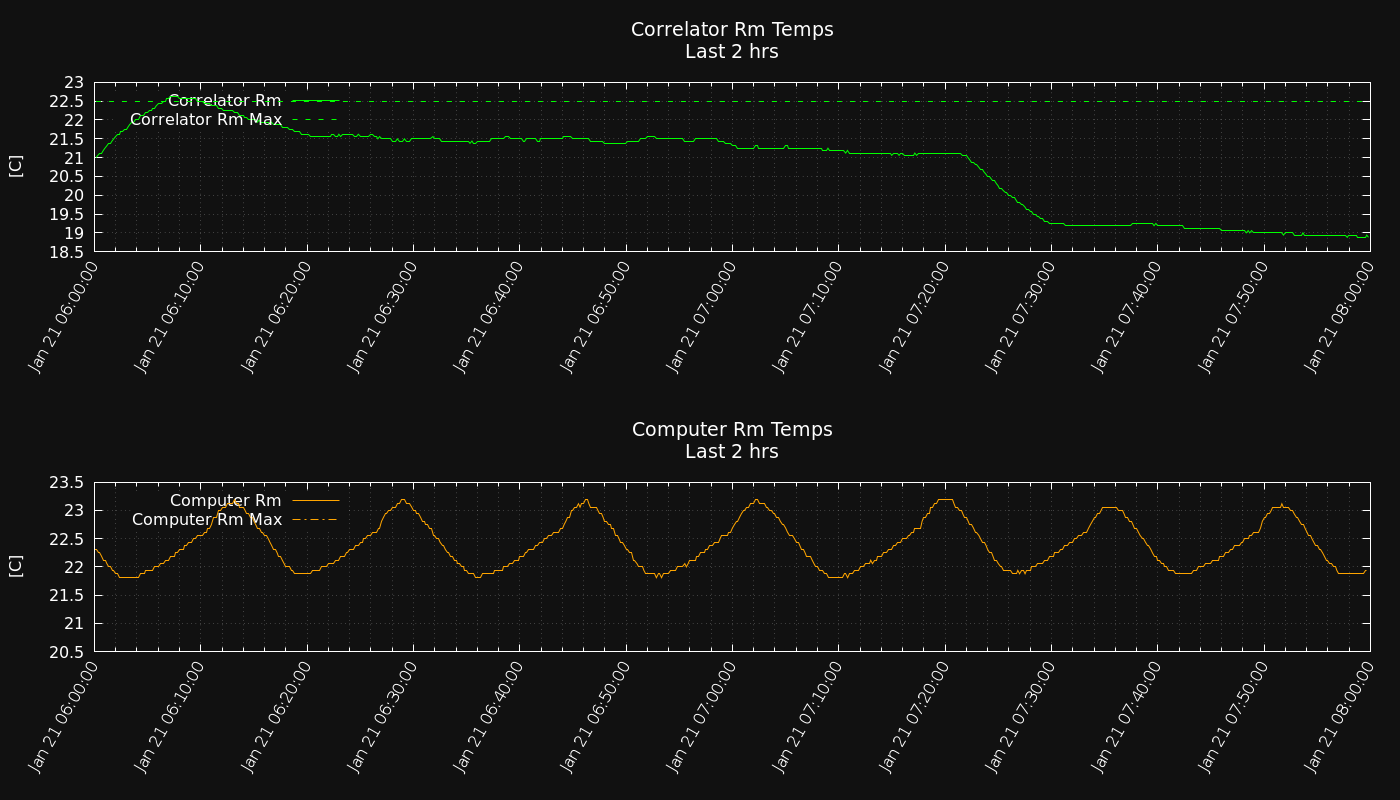 Correlator Rm Temps
Last 2 hrs
[C]
23
22.5
22
21.5
21
20.5
20
19.5
19
18.5
Correlator Rm
Correlator Rm Max
Jan 21 06:00:00
Jan 21 06:10:00
Jan 21 06:20:00
Jan 21 06:30:00
Jan 21 06:40:00
Jan 21 06:50:00
Jan 21 07:00:00
Jan 21 07:10:00
Jan 21 07:20:00
Jan 21 07:30:00
Jan 21 07:40:00
Jan 21 07:50:00
Jan 21 08:00:00
Computer Rm Temps
Last 2 hrs
[C]
23.5
23
22.5
22
21.5
21
20.5
Computer Rm
Computer Rm Max
Jan 21 06:00:00
Jan 21 06:10:00
Jan 21 06:20:00
Jan 21 06:30:00
Jan 21 06:40:00
Jan 21 06:50:00
Jan 21 07:00:00
Jan 21 07:10:00
Jan 21 07:20:00
Jan 21 07:30:00
Jan 21 07:40:00
Jan 21 07:50:00
Jan 21 08:00:00